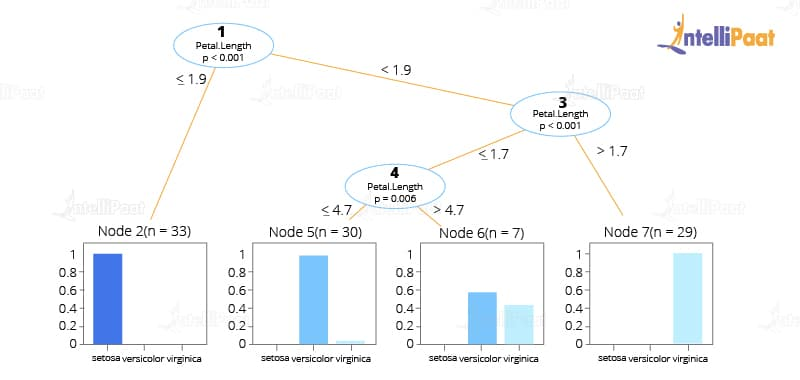 1
Petal.Length
p < 0.001
ntelliPaat
≤ 1.9
< 1.9
3
Petal.Length
p < 0.001
≤ 1.7
> 1.7
4
Petal.Length
p = 0.006
≤ 4.7
> 4.7
Node 2(n = 33)
1
0.8
0.6
0.4
0.2
0
setosa versicolor virginica
Node 5(n = 30)
1
0.8
0.6
0.4
0.2
0
setosa versicolor virginica
Node 6(n = 7)
1
0.8
0.6
0.4
0.2
0
setosa versicolor virginica
Node 7(n = 29)
1
0.8
0.6
0.4
0.2
0
setosa versicolor virginica